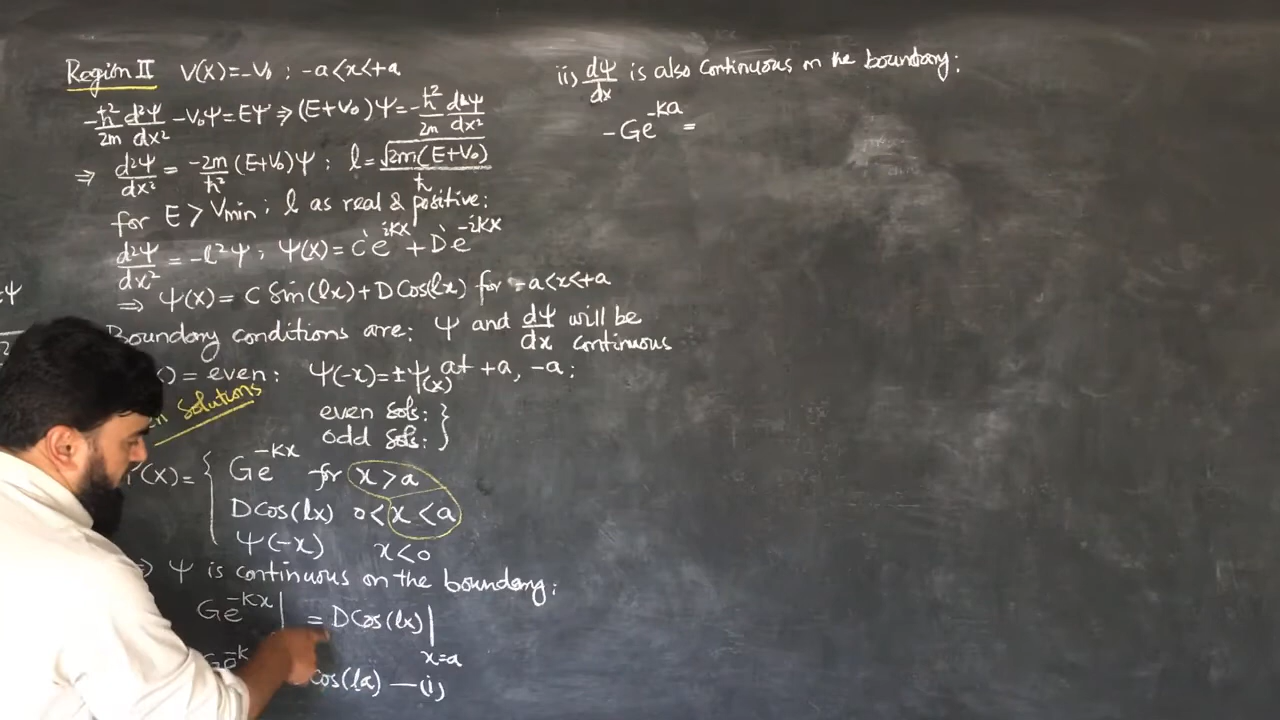 Region II V(x)=-V₀ ; -a<x<+a
-ħ²/2m d²Ψ/dx² - V₀Ψ = EΨ ⇒ (E+V₀)Ψ = -ħ²/2m d²Ψ/dx²
⇒ d²Ψ/dx² = -2m/ħ² (E+V₀)Ψ ; l = √2m(E+V₀)/ħ
for E > Vmin ; l as real & positive:
d²Ψ/dx² = -l²Ψ ; Ψ(x) = C`e^iKx + D`e^-iKx
⇒ Ψ(x) = C Sin(lx) + D Cos(lx) for -a<x<+a
Boundary conditions are: Ψ and dΨ/dx will be continuous
) = even: Ψ(-x) = ±Ψ(x) at +a, -a ;
Solutions
even sols: }
odd sols: }
(x) = { Ge^-Kx for x>a
DCos(lx) 0<x<a
Ψ(-x) x<0
Ψ is continuous on the boundary:
Ge^-Kx| = DCos(lx)|x=a
Cos(la) —(i)
ii) dΨ/dx is also continuous on the boundary:
-Ge^-Ka =